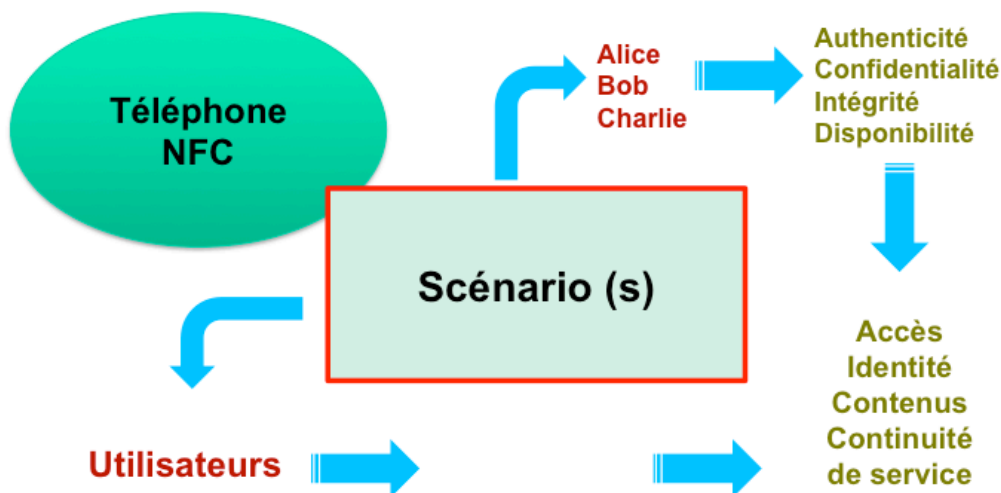 Téléphone
NFC
Alice
Bob
Charlie
Authenticité
Confidentialité
Intégrité
Disponibilité
Scénario (s)
Accès
Identité
Contenus
Continuité
de service
Utilisateurs